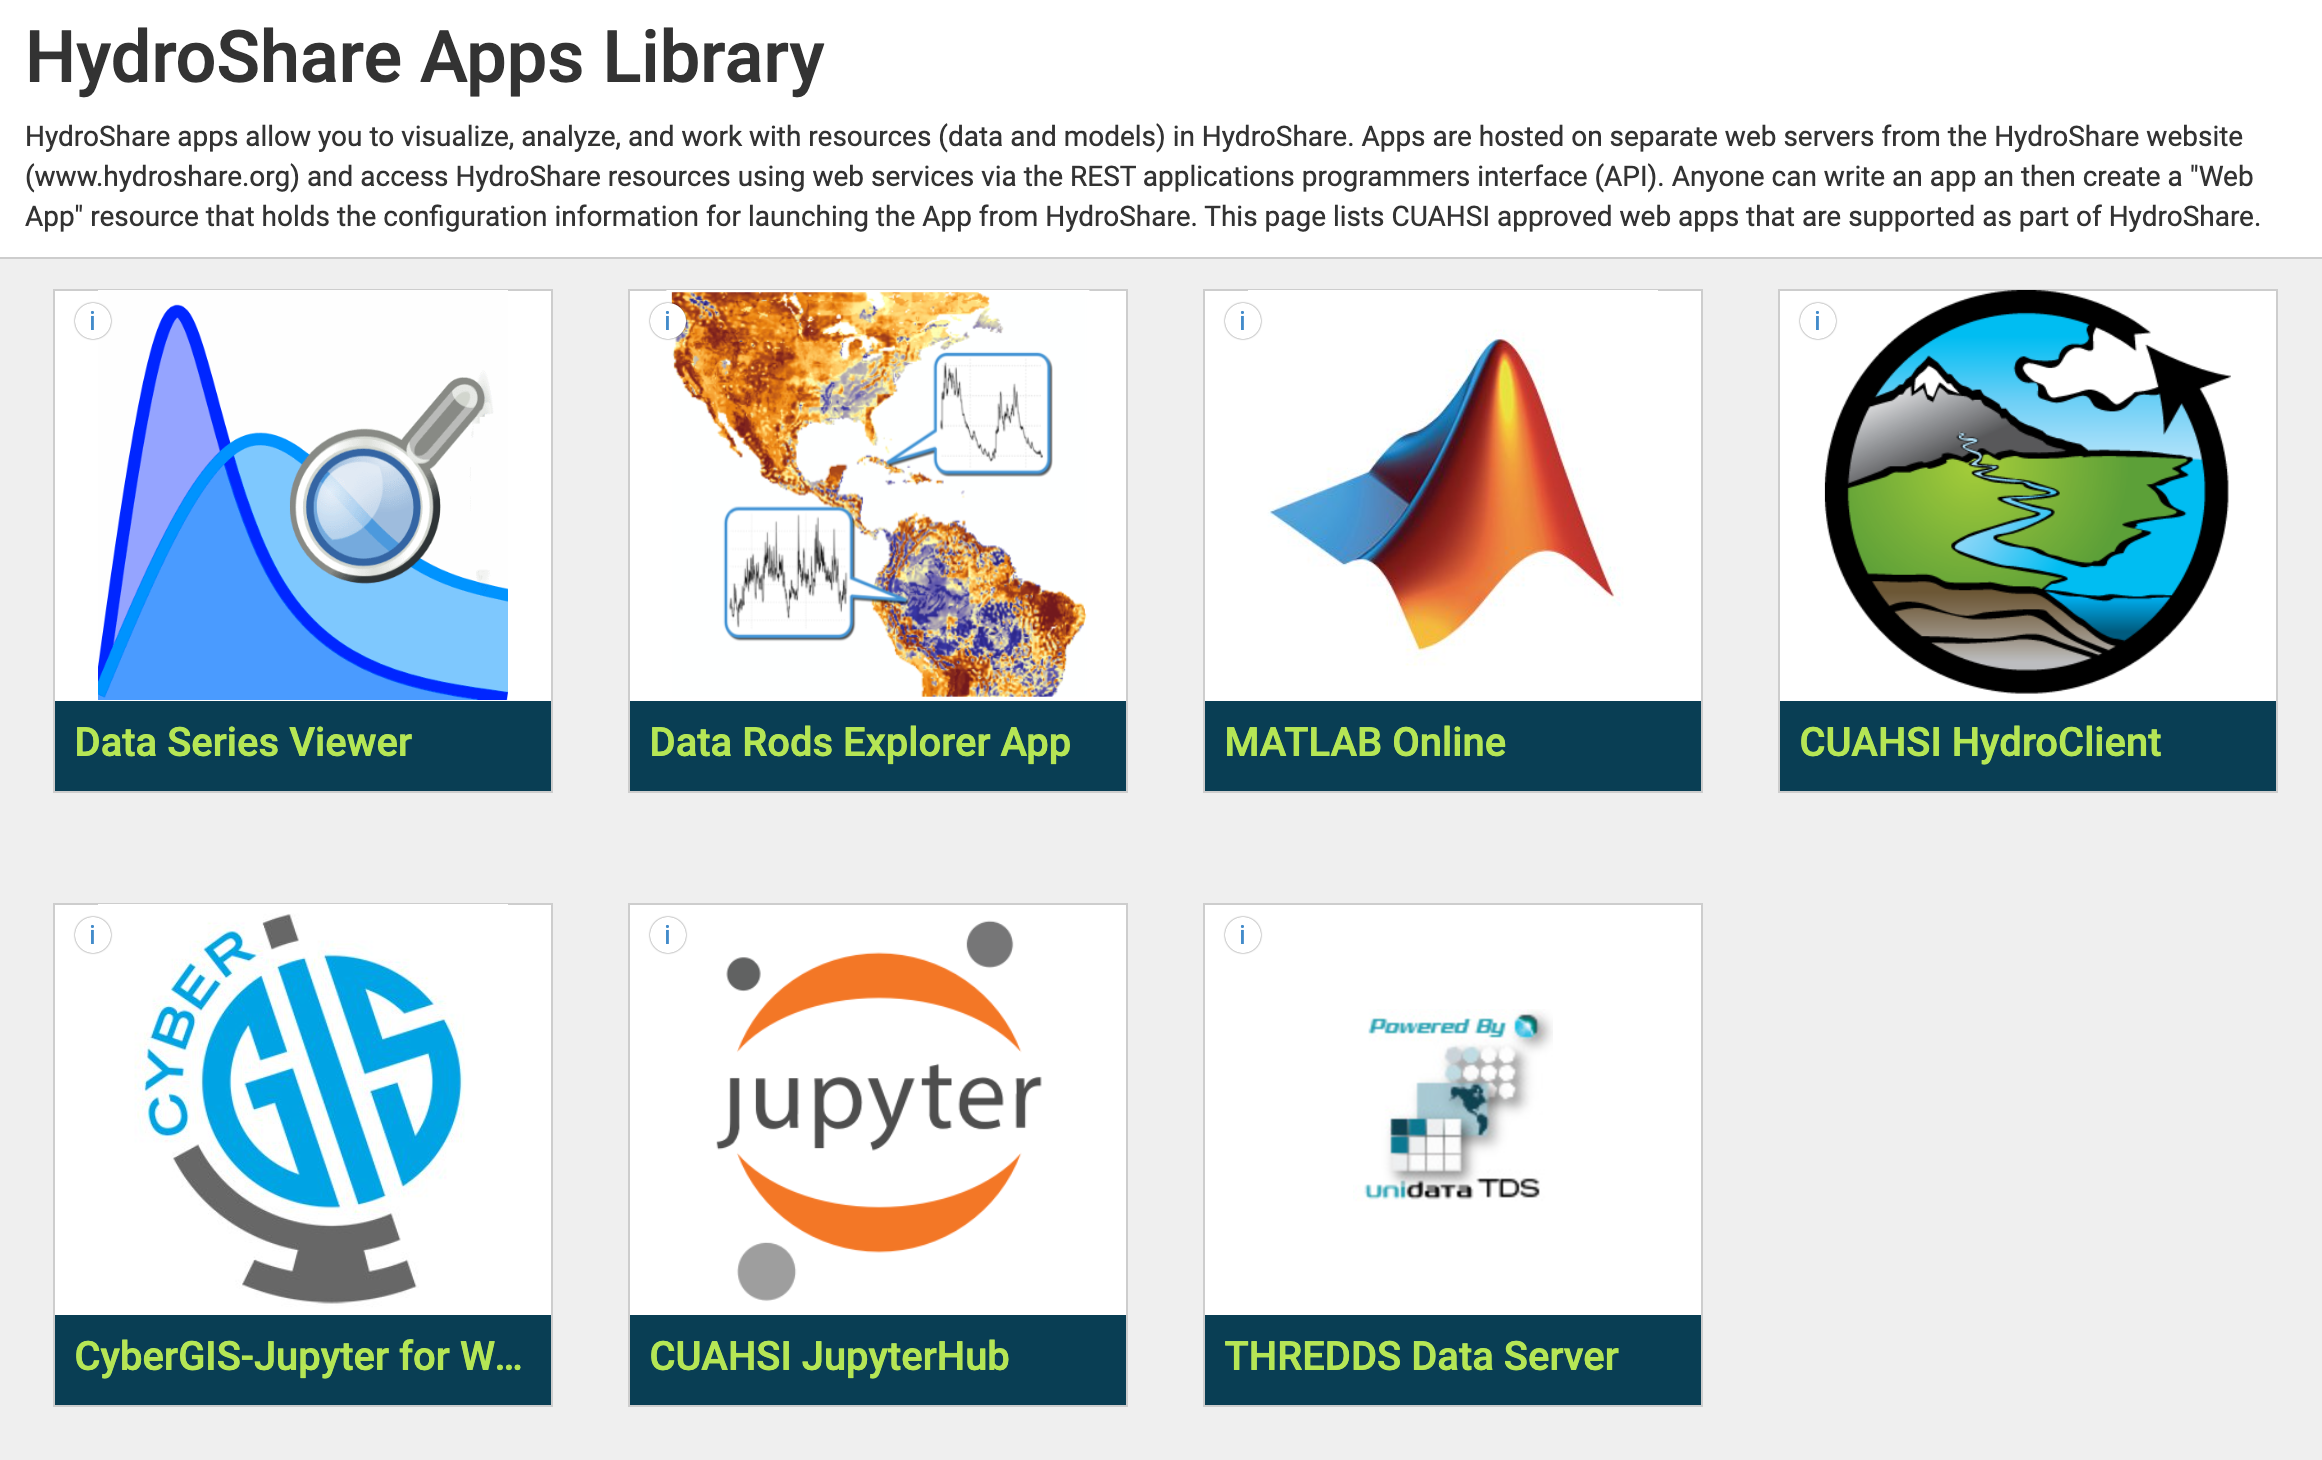 HydroShare Apps Library
HydroShare apps allow you to visualize, analyze, and work with resources (data and models) in HydroShare. Apps are hosted on separate web servers from the HydroShare website
(www.hydroshare.org) and access HydroShare resources using web services via the REST applications programmers interface (API). Anyone can write an app an then create a "Web
App" resource that holds the configuration information for launching the App from HydroShare. This page lists CUAHSI approved web apps that are supported as part of HydroShare.
i
i
i
i
Data Series Viewer
Data Rods Explorer App
MATLAB Online
CUAHSI HydroClient
i
CYBER
GIS
i
jupyter
i
Powered By
unidata TDS
CyberGIS-Jupyter for W...
CUAHSI JupyterHub
THREDDS Data Server